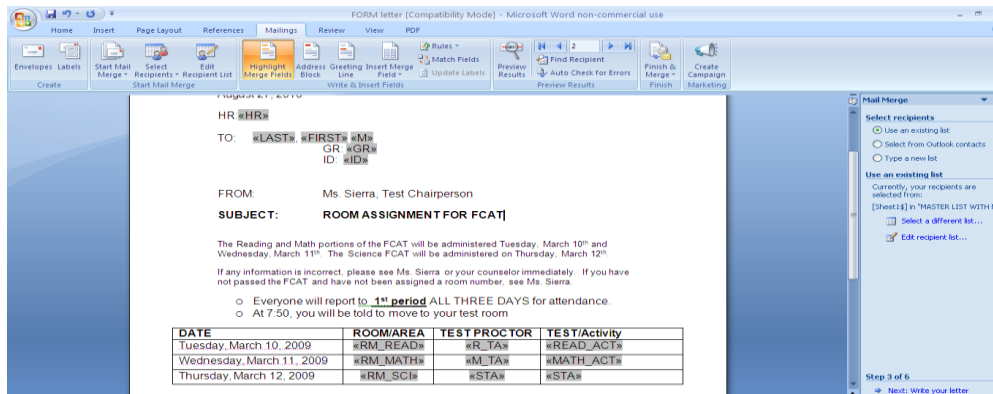 FORM letter [Compatibility Mode] - Microsoft Word non-commercial use
Home Insert Page Layout References Mailings Review View PDF
Envelopes Labels
Create
Start Mail Merge Select Recipients Edit Recipient List
Start Mail Merge
Highlight Merge Fields Address Block Greeting Line Insert Merge Field
Rules
Match Fields
Update Labels
Write & Insert Fields
Preview Results
2
Find Recipient
Auto Check for Errors
Preview Results
Finish & Merge
Finish
Create Campaign
Marketing
HR «HR»
TO: «LAST», «FIRST» «M»
GR: «GR»
ID: «ID»
FROM: Ms. Sierra, Test Chairperson
SUBJECT: ROOM ASSIGNMENT FOR FCAT
The Reading and Math portions of the FCAT will be administered Tuesday, March 10th and
Wednesday, March 11th. The Science FCAT will be administered on Thursday, March 12th.
If any information is incorrect, please see Ms. Sierra or your counselor immediately. If you have
not passed the FCAT and have not been assigned a room number, see Ms. Sierra.
o Everyone will report to 1st period ALL THREE DAYS for attendance.
o At 7:50, you will be told to move to your test room
DATE ROOM/AREA TEST PROCTOR TEST/Activity
Tuesday, March 10, 2009 «RM_READ» «R_TA» «READ_ACT»
Wednesday, March 11, 2009 «RM_MATH» «M_TA» «MATH_ACT»
Thursday, March 12, 2009 «RM_SCI» «STA» «STA»
Mail Merge
Select recipients
Use an existing list
Select from Outlook contacts
Type a new list
Use an existing list
Currently, your recipients are
selected from:
[Sheet1$] in "MASTER LIST WITH
Select a different list...
Edit recipient list...
Step 3 of 6
Next: Write your letter